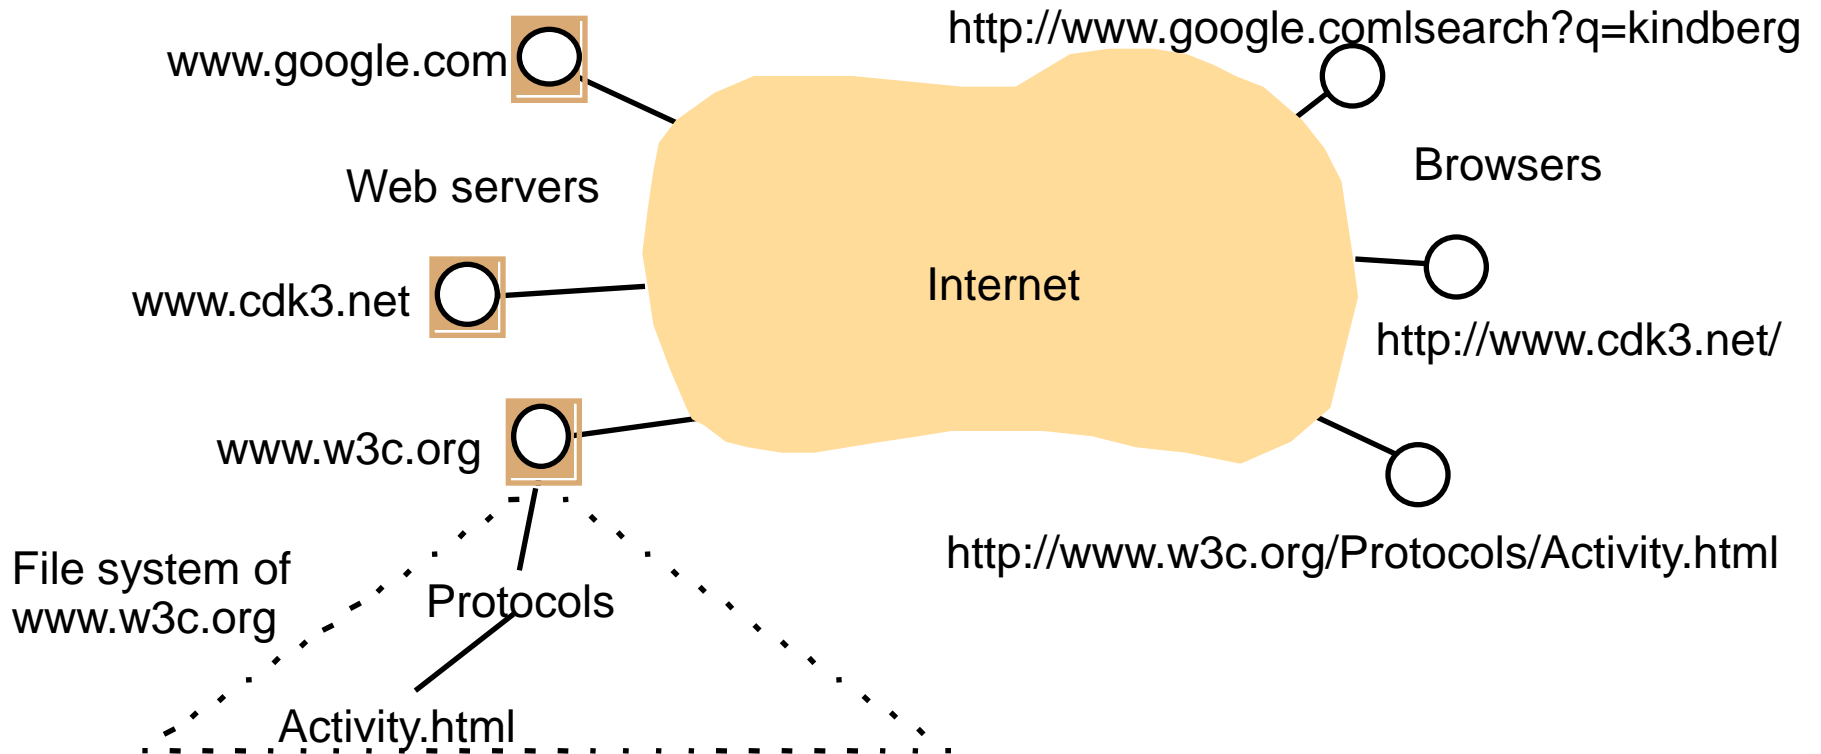 http://www.google.comlsearch?q=kindberg
www.google.com
Browsers
Web servers
Internet
www.cdk3.net
http://www.cdk3.net/
www.w3c.org
http://www.w3c.org/Protocols/Activity.html
File system of
www.w3c.org
Protocols
Activity.html